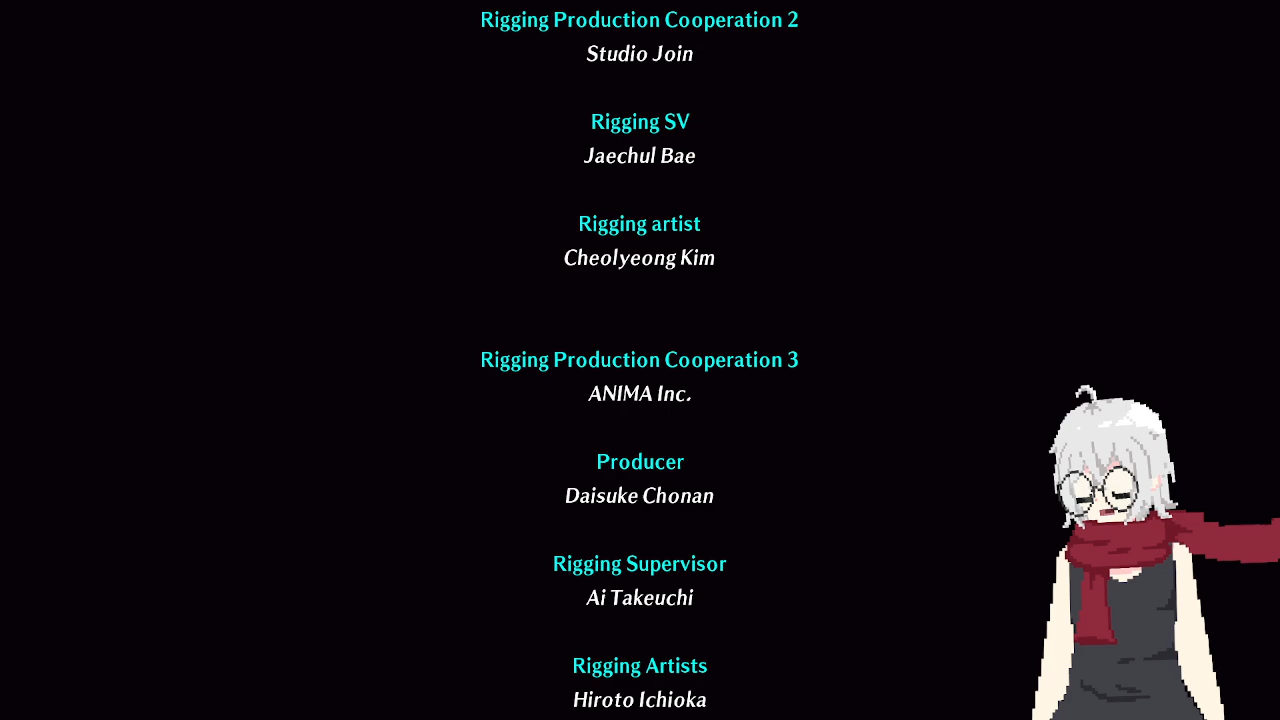 Rigging Production Cooperation 2
Studio Join
Rigging SV
Jaechul Bae
Rigging artist
Cheolyeong Kim
Rigging Production Cooperation 3
ANIMA Inc.
Producer
Daisuke Chonan
Rigging Supervisor
Ai Takeuchi
Rigging Artists
Hiroto Ichioka